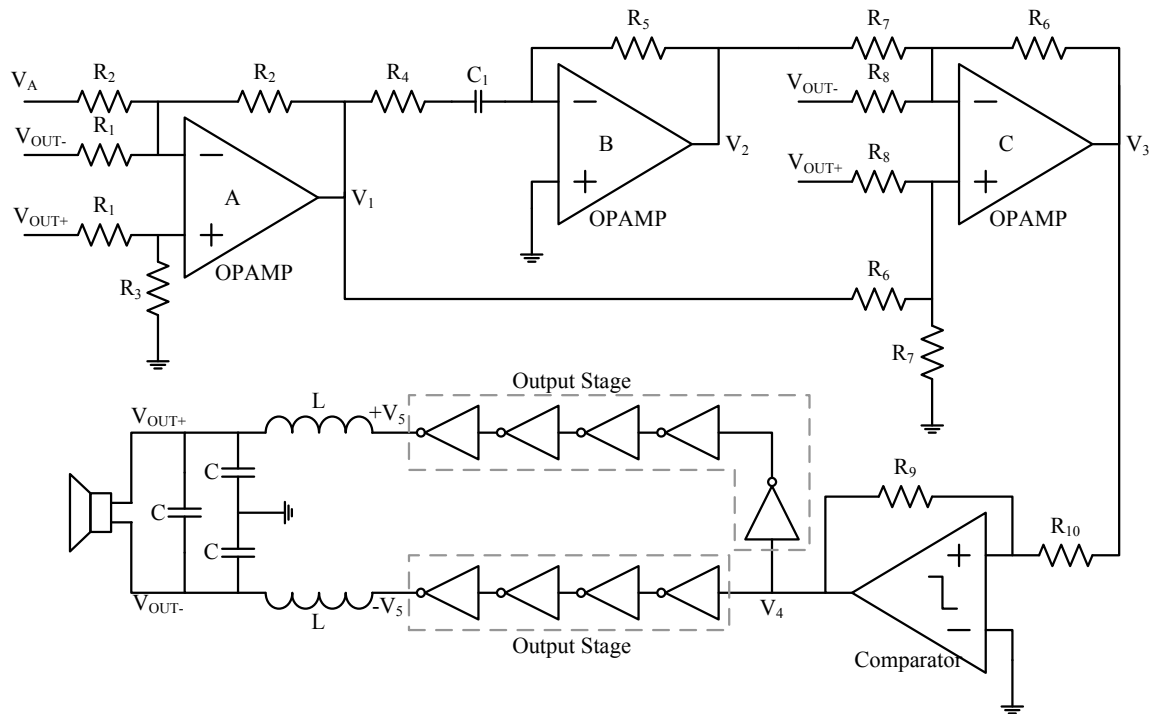 R5
R7
R6
VA
R2
R2
R4
C1
VOUT-
R8
VOUT-
R1
−
−
B
V2
−
C
V3
VOUT+
R8
A
V1
+
+
VOUT+
R1
+
OPAMP
OPAMP
OPAMP
R3
R6
R7
Output Stage
L
+V5
VOUT+
C
R9
C
R10
C
+
VOUT-
-V5
V4
L
−
Output Stage
Comparator